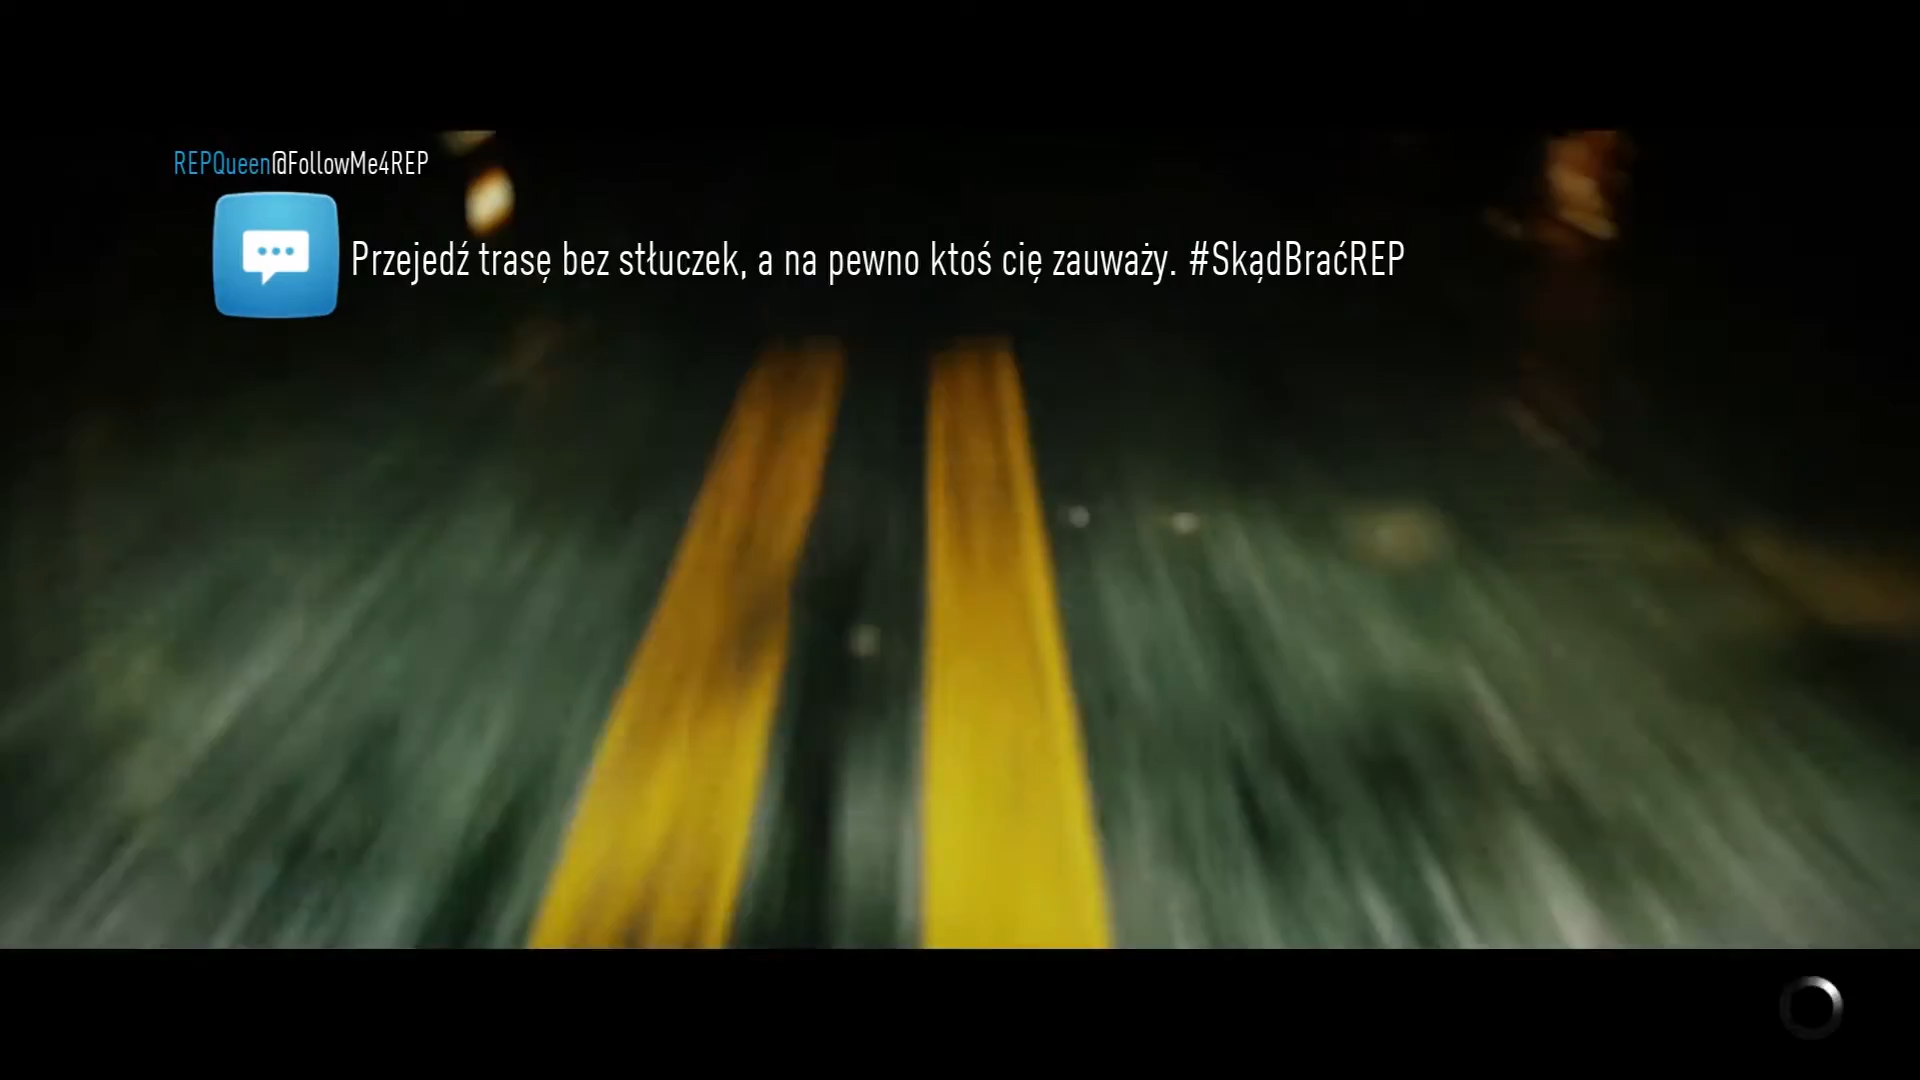 REPQueen@FollowMe4REP
Przejedź trasę bez stłuczek, a na pewno ktoś cię zauważy. #SkądBraćREP